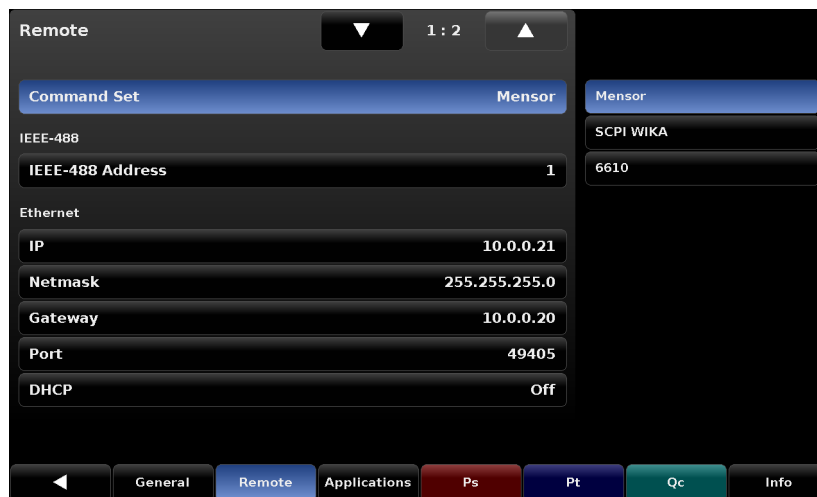 Remote 1 : 2
Command Set Mensor
Mensor
SCPI WIKA
6610
IEEE-488
IEEE-488 Address 1
Ethernet
IP 10.0.0.21
Netmask 255.255.255.0
Gateway 10.0.0.20
Port 49405
DHCP Off
General Remote Applications Ps Pt Qc Info